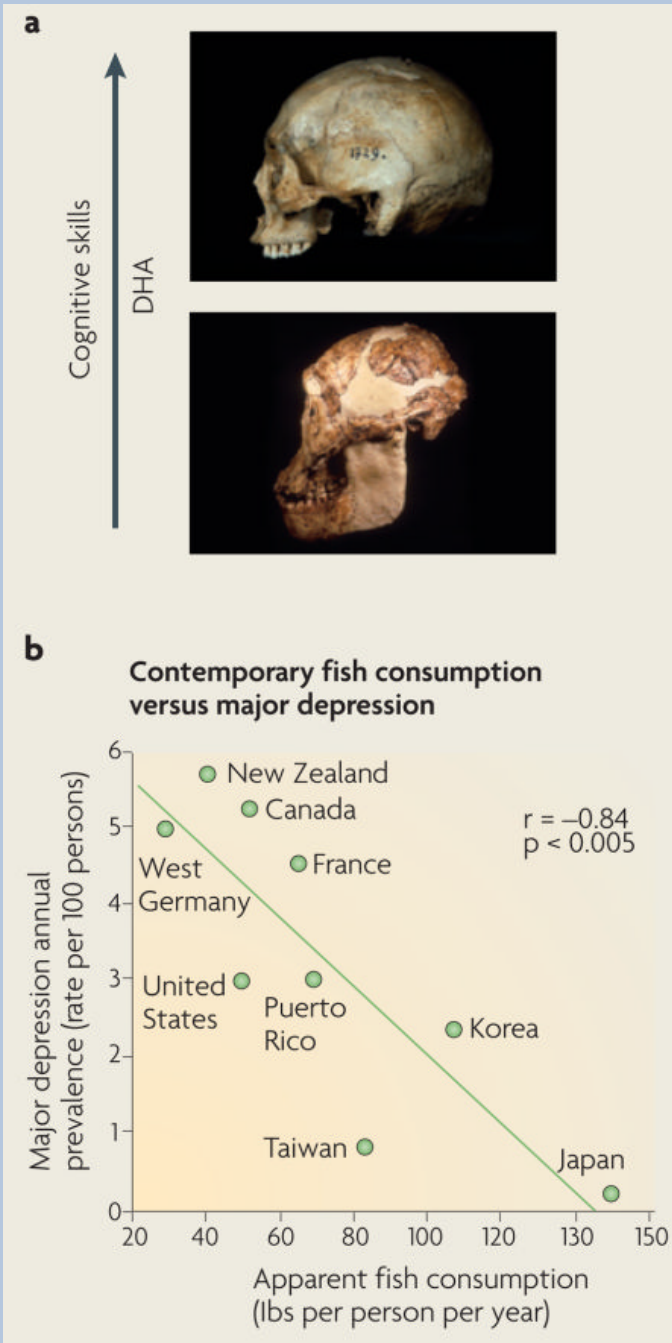 a
Cognitive skills
DHA
1729.
b
Contemporary fish consumption
versus major depression
Major depression annual
prevalence (rate per 100 persons)
6
5
4
3
2
1
0
New Zealand
Canada
r = –0.84
p < 0.005
West
Germany
France
United
States
Puerto
Rico
Korea
Taiwan
Japan
20
40
60
80
100
120
130
150
Apparent fish consumption
(lbs per person per year)